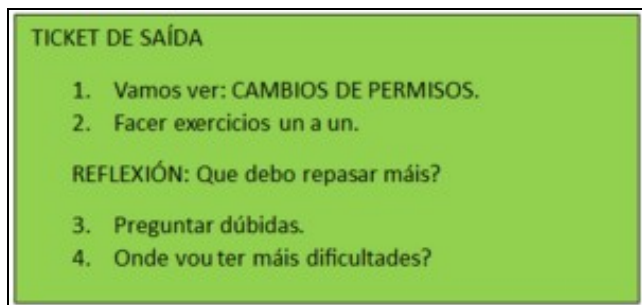 TICKET DE SAÍDA
1. Vamos ver: CAMBIOS DE PERMISOS.
2. Facer exercicios un a un.
REFLEXIÓN: Que debo repasar máis?
3. Preguntar dúbidas.
4. Onde vou ter máis dificultades?